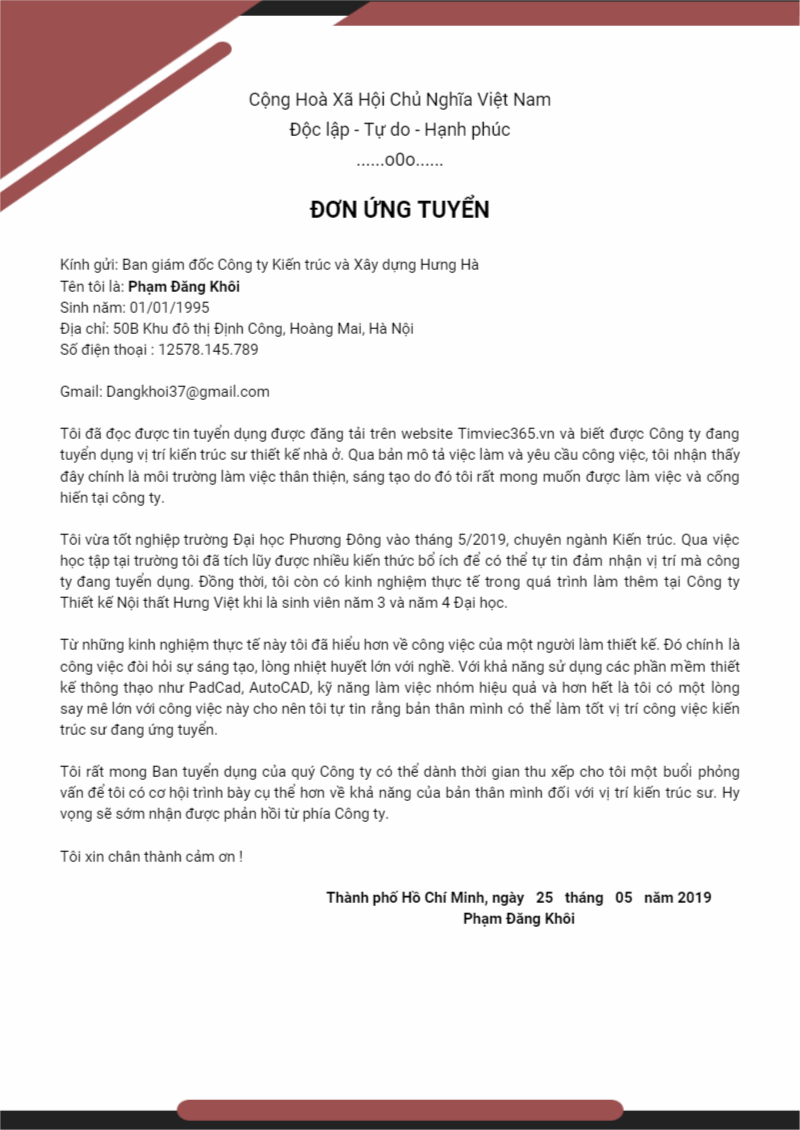 Cộng Hoà Xã Hội Chủ Nghĩa Việt Nam
Độc lập - Tự do - Hạnh phúc
......o0o......
ĐƠN ỨNG TUYỂN
Kính gửi: Ban giám đốc Công ty Kiến trúc và Xây dựng Hưng Hà
Tên tôi là: Phạm Đăng Khôi
Sinh năm: 01/01/1995
Địa chỉ: 50B Khu đô thị Định Công, Hoàng Mai, Hà Nội
Số điện thoại : 12578.145.789
Gmail: Dangkhoi37@gmail.com
Tôi đã đọc được tin tuyển dụng được đăng tải trên website Timviec365.vn và biết được Công ty đang
tuyển dụng vị trí kiến trúc sư thiết kế nhà ở. Qua bản mô tả việc làm và yêu cầu công việc, tôi nhận thấy
đây chính là môi trường làm việc thân thiện, sáng tạo do đó tôi rất mong muốn được làm việc và cống
hiến tại công ty.
Tôi vừa tốt nghiệp trường Đại học Phương Đông vào tháng 5/2019, chuyên ngành Kiến trúc. Qua việc
học tập tại trường tôi đã tích lũy được nhiều kiến thức bổ ích để có thể tự tin đảm nhận vị trí mà công
ty đang tuyển dụng. Đồng thời, tôi còn có kinh nghiệm thực tế trong quá trình làm thêm tại Công ty
Thiết kế Nội thất Hưng Việt khi là sinh viên năm 3 và năm 4 Đại học.
Từ những kinh nghiệm thực tế này tôi đã hiểu hơn về công việc của một người làm thiết kế. Đó chính là
công việc đòi hỏi sự sáng tạo, lòng nhiệt huyết lớn với nghề. Với khả năng sử dụng các phần mềm thiết
kế thông thạo như PadCad, AutoCAD, kỹ năng làm việc nhóm hiệu quả và hơn hết là tôi có một lòng
say mê lớn với công việc này cho nên tôi tự tin rằng bản thân mình có thể làm tốt vị trí công việc kiến
trúc sư đang ứng tuyển.
Tôi rất mong Ban tuyển dụng của quý Công ty có thể dành thời gian thu xếp cho tôi một buổi phỏng
vấn để tôi có cơ hội trình bày cụ thể hơn về khả năng của bản thân mình đối với vị trí kiến trúc sư. Hy
vọng sẽ sớm nhận được phản hồi từ phía Công ty.
Tôi xin chân thành cảm ơn !
Thành phố Hồ Chí Minh, ngày 25 tháng 05 năm 2019
Phạm Đăng Khôi